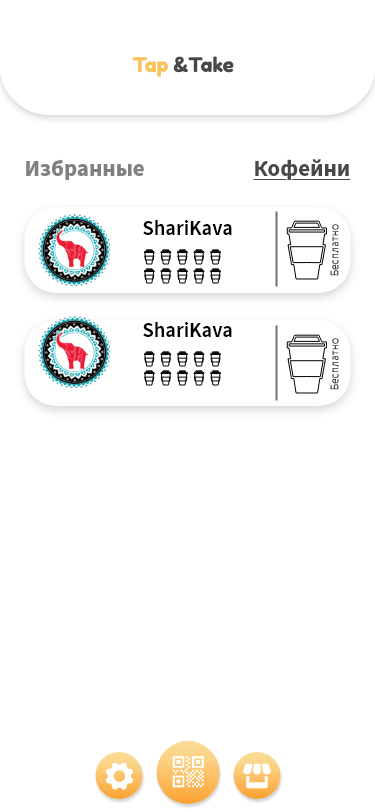 Tap &Take
Избранные
Кофейни
ShariKava
Бесплатно
ShariKava
Бесплатно